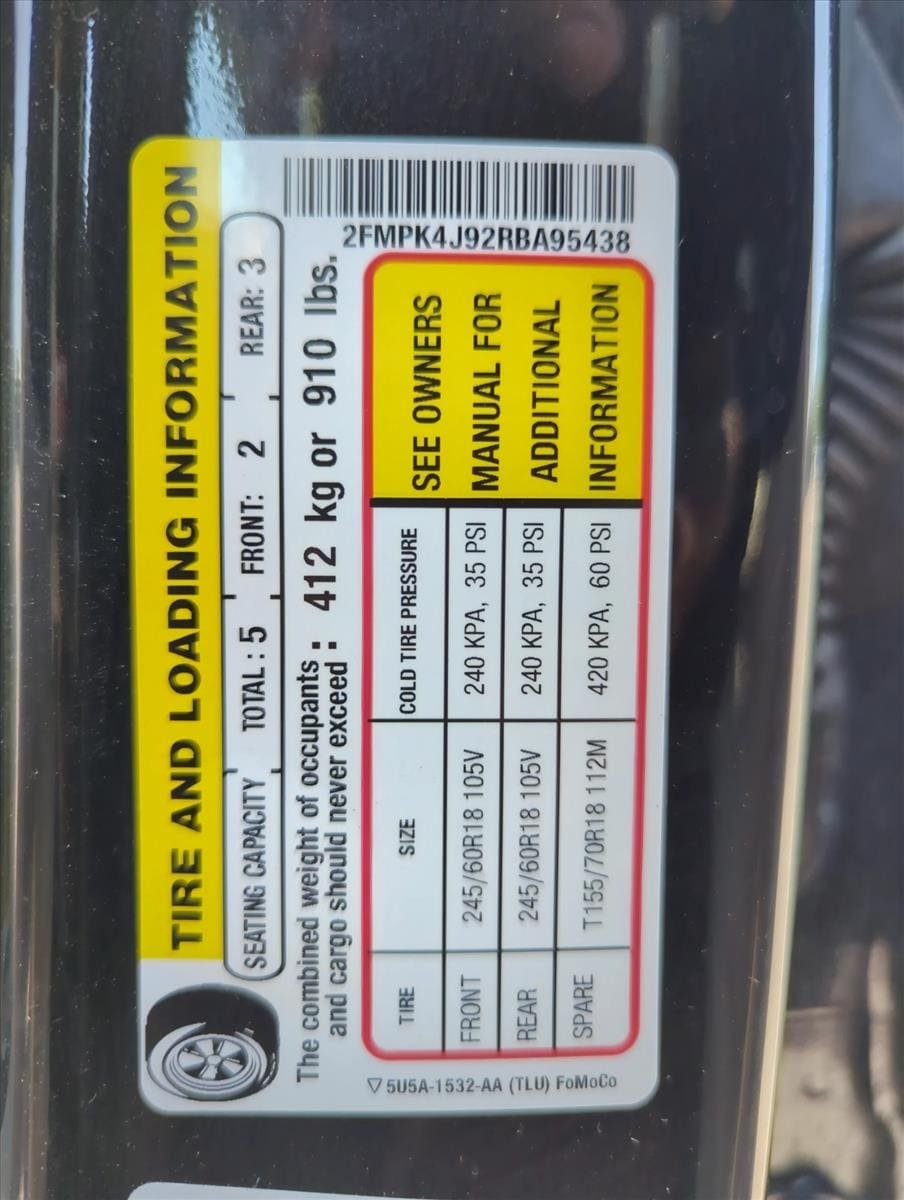 TIRE AND LOADING INFORMATION
SEATING CAPACITY TOTAL : 5 FRONT: 2 REAR: 3
The combined weight of occupants and cargo should never exceed : 412 kg or 910 lbs.
2FMPK4J92RBA95438
TIRE SIZE COLD TIRE PRESSURE
FRONT 245/60R18 105V 240 KPA, 35 PSI
REAR 245/60R18 105V 240 KPA, 35 PSI
SPARE T155/70R18 112M 420 KPA, 60 PSI
SEE OWNERS
MANUAL FOR
ADDITIONAL
INFORMATION
▽ 5U5A-1532-AA (TLU) FoMoCo